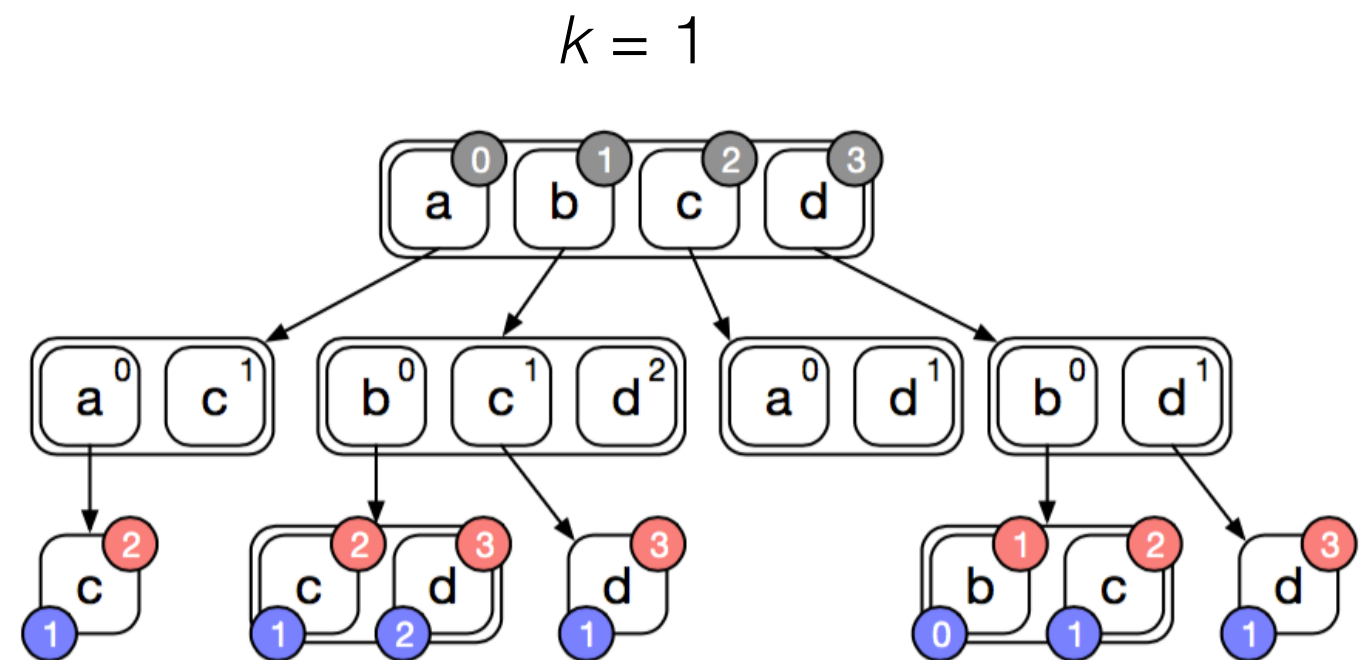 k = 1
a 0 b 1 c 2 d 3
a 0 c 1 b 0 c 1 d 2 a 0 d 1 b 0 d 1
2 2 3 3 1 2 3
c c d d b c d
1 1 2 1 0 1 1